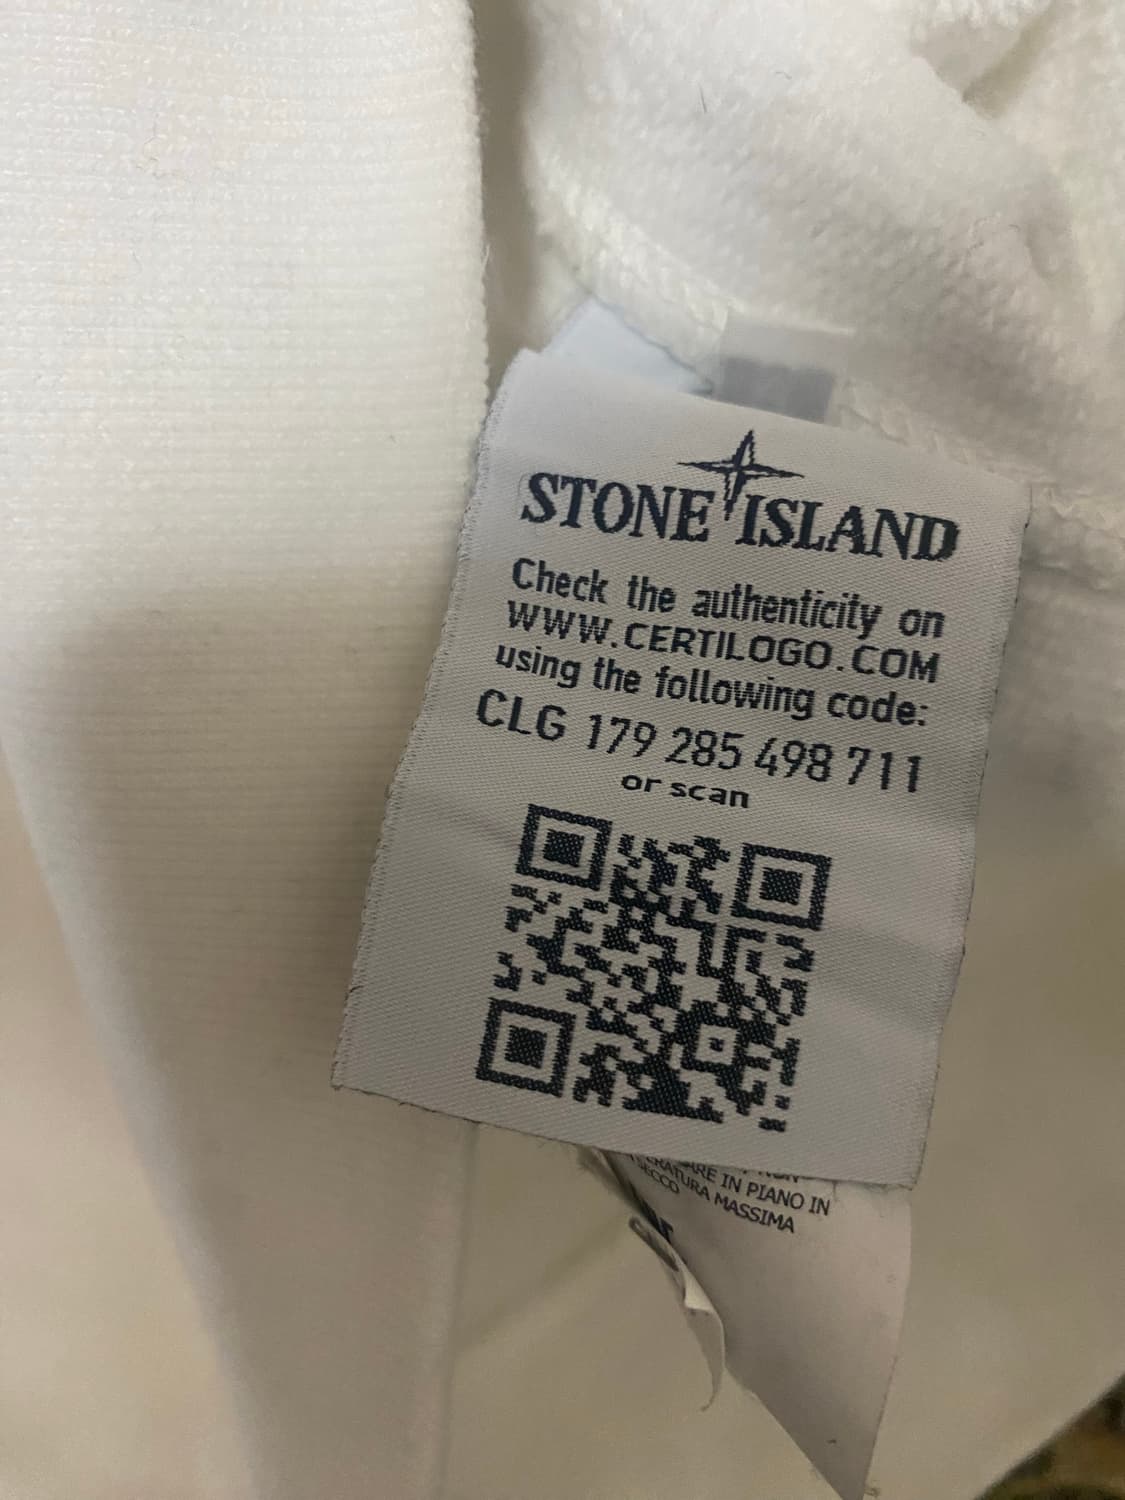 STONE ISLAND
Check the authenticity on
WWW.CERTILOGO.COM
using the following code:
CLG 179 285 498 711
or scan
IN PIANO IN
MASSIMA
SECCO